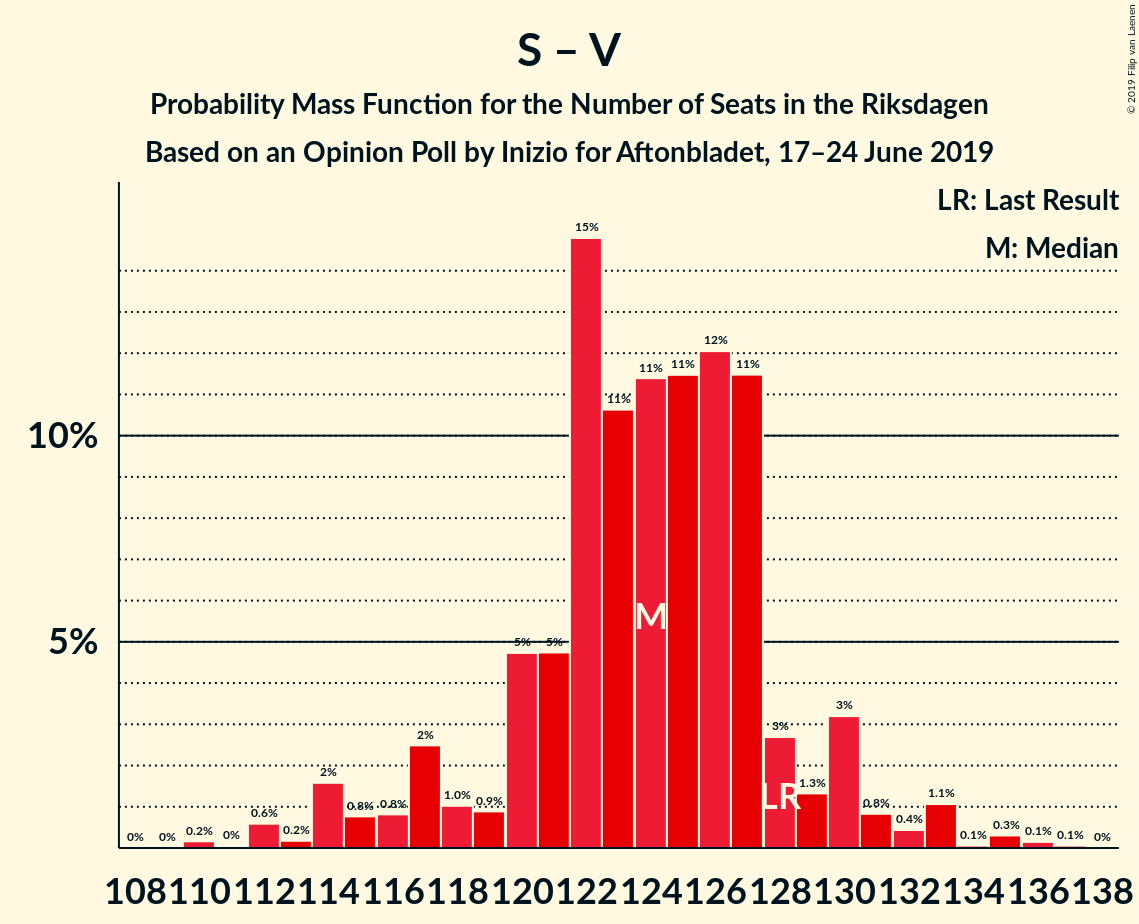 S – V
Probability Mass Function for the Number of Seats in the Riksdagen
Based on an Opinion Poll by Inizio for Aftonbladet, 17–24 June 2019
© 2019 Filip van Laenen
LR: Last Result
M: Median
10%
5%
0% 0% 0.2% 0% 0.6% 0.2% 2% 0.8% 0.8% 2% 1.0% 0.9% 5% 5% 15% 11% 11% 11% 12% 11% 3% 1.3% 3% 0.8% 0.4% 1.1% 0.1% 0.3% 0.1% 0.1% 0%
M
LR
108 110 112 114 116 118 120 122 124 126 128 130 132 134 136 138